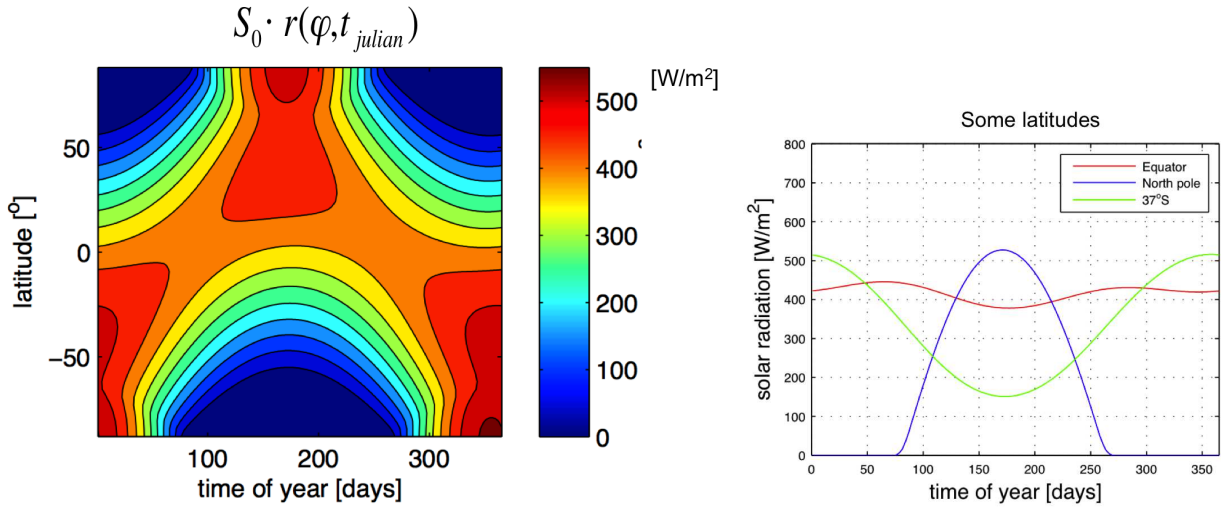 S₀· r(φ,t julian)
[W/m²]
50
0
−50
latitude [º]
100
200
300
time of year [days]
500
400
300
200
100
0
Some latitudes
Equator
North pole
37ºS
800
700
600
500
400
300
200
100
0
solar radiation [W/m²]
0
50
100
150
200
250
300
350
time of year [days]